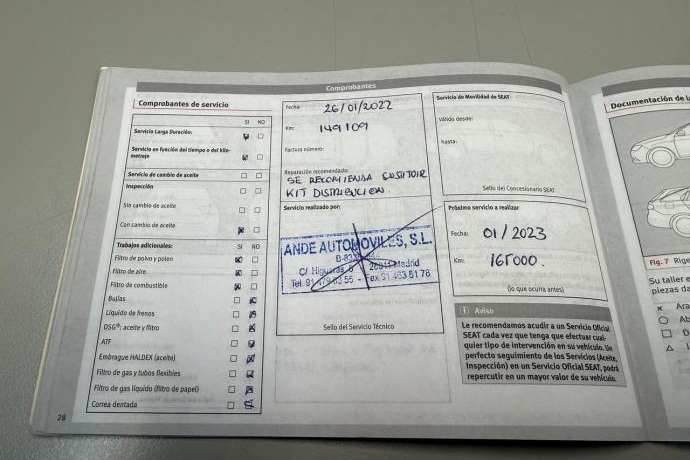 Comprobantes
Comprobantes de servicio
SI NO
Servicio Larga Duración:
Servicio en función del tiempo o del kilo-
metraje
Servicio de cambio de aceite
Inspección
Sin cambio de aceite
Con cambio de aceite
Trabajos adicionales: SI NO
Filtro de polvo y polen
Filtro de aire
Filtro de combustible
Bujías
Líquido de frenos
DSG®: aceite y filtro
ATF
Embrague HALDEX (aceite)
Filtro de gas y tubos flexibles
Filtro de gas líquido (filtro de papel)
Correa dentada
28
Fecha: 26/01/2022
Km: 149109
Factura número:
Reparación recomendada:
SE RECOMIENDA SUSTITUIR
KIT DISTRIBUCION.
Servicio realizado por:
ANDE AUTOMOVILES, S.L.
Madrid
Sello del Servicio Técnico
Servicio de Movilidad de SEAT
Válido desde:
hasta:
Sello del Concesionario SEAT
Próximo servicio a realizar
Fecha: 01/2023
Km: 165000.
(lo que ocurra antes)
Aviso
Le recomendamos acudir a un Servicio Oficial
SEAT cada vez que tenga que efectuar cual-
quier tipo de intervención en su vehículo. Un
perfecto seguimiento de los Servicios (Aceite,
Inspección) en un Servicio Oficial SEAT, podrá
repercutir en un mayor valor de su vehículo.
Documentación de
Fig. 7
Su taller
piezas